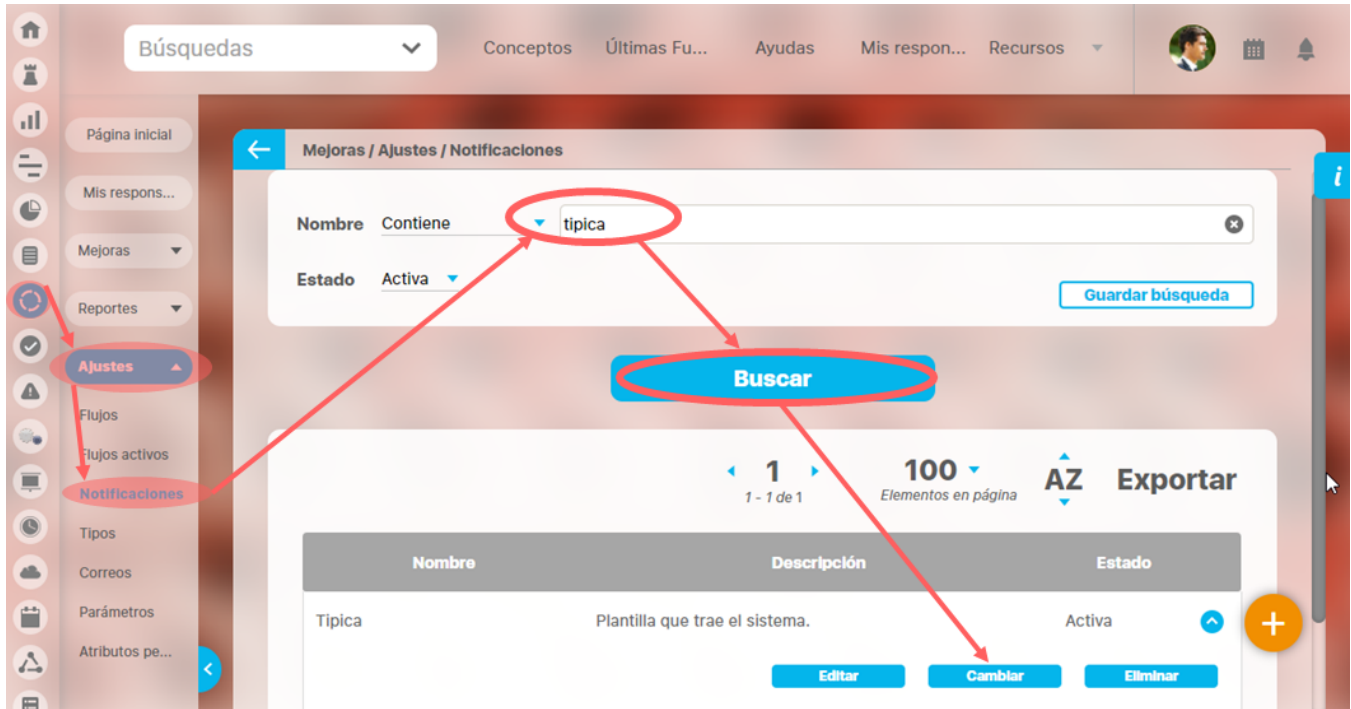 Búsquedas
Conceptos
Últimas Fu...
Ayudas
Mis respon...
Recursos
Página inicial
Mis respons...
Mejoras
Reportes
Ajustes
Flujos
Flujos activos
Notificaciones
Tipos
Correos
Parámetros
Atributos pe...
Mejoras / Ajustes / Notificaciones
i
Nombre Contiene tipica
Estado Activa
Guardar búsqueda
Buscar
1
1 - 1 de 1
100
Elementos en página
AZ
Exportar
Nombre Descripción Estado
Tipica Plantilla que trae el sistema. Activa
+
Editar Cambiar Eliminar